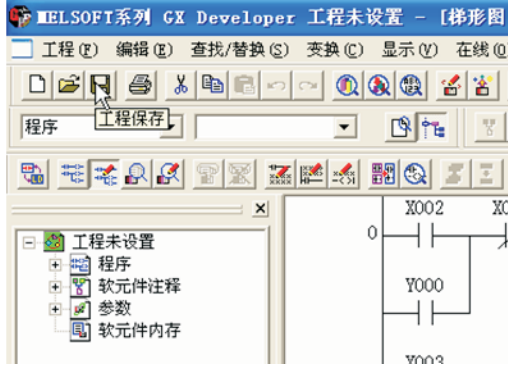 MELSOFT系列 GX Developer 工程未设置 - [梯形图
工程(F) 编辑(E) 查找/替换(S) 变换(C) 显示(V) 在线(O
工程保存
程序
工程未设置
程序
软元件注释
参数
软元件内存
X002 X0
0
Y000
Y003